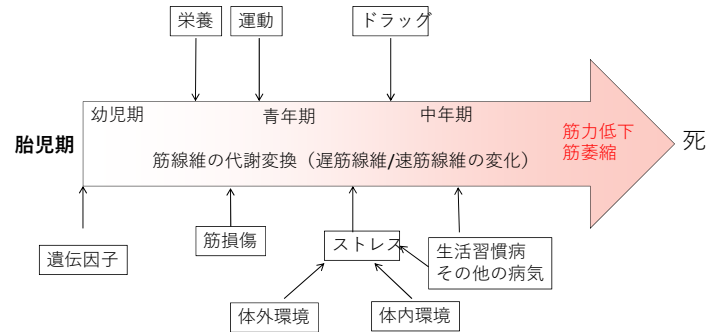 栄養
運動
ドラッグ
幼児期
青年期
中年期
胎児期
筋力低下
筋萎縮
死
筋線維の代謝変換（遅筋線維/速筋線維の変化）
遺伝因子
筋損傷
ストレス
生活習慣病
その他の病気
体外環境
体内環境